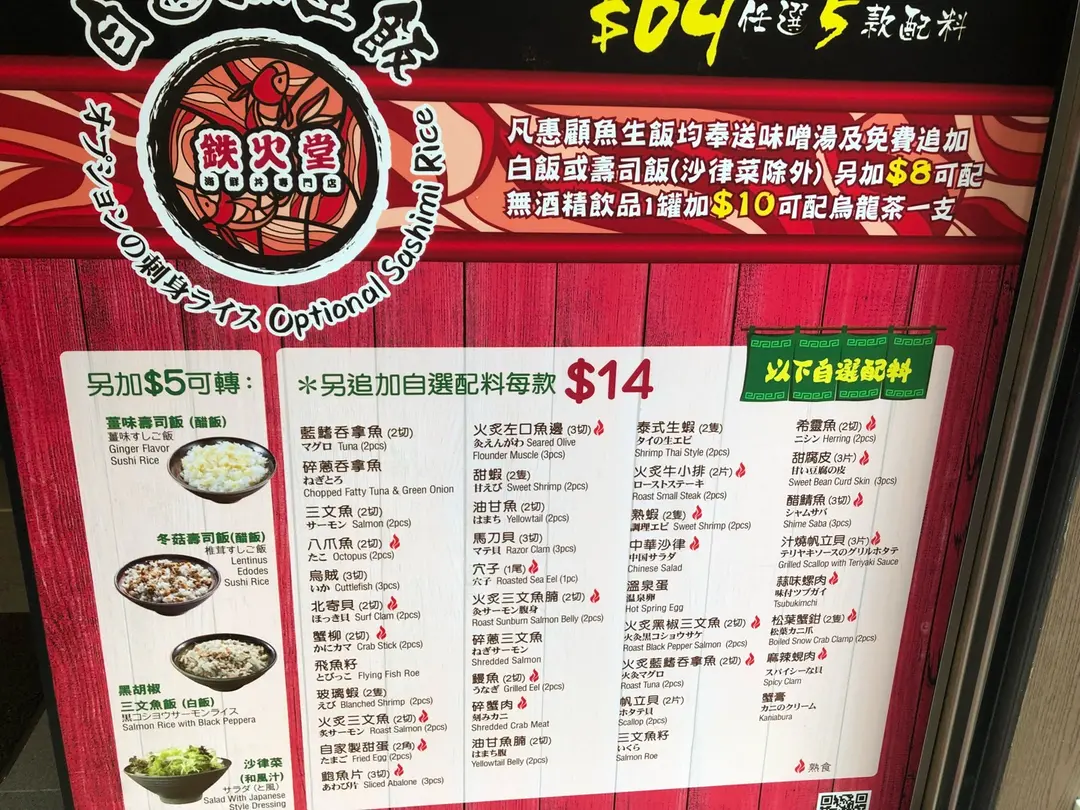 $64 任選5款配料
鉄火堂
海鮮丼專門店
オプションの刺身ライス Optional Sashimi Rice
凡惠顧魚生飯均奉送味噌湯及免費追加
白飯或壽司飯(沙律菜除外) 另加$8可配
無酒精飲品1罐加$10可配烏龍茶一支
以下自選配料
另加$5可轉：
薑味壽司飯 (醋飯)
薑味すしご飯
Ginger Flavor
Sushi Rice
冬菇壽司飯(醋飯)
椎茸すしご飯
Lentinus
Edodes
Sushi Rice
黑胡椒
三文魚飯 (白飯)
黒コショウサーモンライス
Salmon Rice with Black Peppera
沙律菜
(和風汁)
サラダ (と風)
Salad With Japanese
Style Dressing
＊另追加自選配料每款 $14
藍鰭吞拿魚 (2切)
マグロ Tuna (2pcs)
碎蔥吞拿魚
ねぎとろ
Chopped Fatty Tuna & Green Onion
三文魚 (2切)
サーモン Salmon (2pcs)
八爪魚 (2切)
たこ Octopus (2pcs)
烏賊 (3切)
いか Cuttlefish (3pcs)
北寄貝 (2切)
ほっき貝 Surf Clam (2pcs)
蟹柳 (2切)
かにカマ Crab Stick (2pcs)
飛魚籽
とびっこ Flying Fish Roe
玻璃蝦 (2隻)
えび Blanched Shrimp (2pcs)
火炙三文魚 (2切)
炙サーモン Roast Salmon (2pcs)
自家製甜蛋 (2角)
たまご Fried Egg (2pcs)
鮑魚片 (3切)
あわび片 Sliced Abalone (3pcs)
火炙左口魚邊 (3切)
灸えんがわ Seared Olive
Flounder Muscle (3pcs)
甜蝦 (2隻)
甘えび Sweet Shrimp (2pcs)
油甘魚 (2切)
はまち Yellowtail (2pcs)
馬刀貝 (3切)
マテ貝 Razor Clam (3pcs)
穴子 (1尾)
穴子 Roasted Sea Eel (1pc)
火炙三文魚腩 (2切)
灸サーモン腹身
Roast Sunburn Salmon Belly (2pcs)
碎蔥三文魚
ねぎサーモン
Shredded Salmon
鰻魚 (2切)
うなぎ Grilled Eel (2pcs)
碎蟹肉
刻みカニ
Shredded Crab Meat
油甘魚腩 (2切)
はまち腹
Yellowtail Belly (2pcs)
泰式生蝦 (2隻)
タイの生エビ
Shrimp Thai Style (2pcs)
火炙牛小排 (2片)
ローストステーキ
Roast Small Steak (2pcs)
熟蝦 (2隻)
調理エビ Sweet Shrimp (2pcs)
中華沙律
中国サラダ
Chinese Salad
溫泉蛋
温泉卵
Hot Spring Egg
火炙黑椒三文魚 (2切)
火灸黒コショウサケ
Roast Black Pepper Salmon (2pcs)
火炙藍鰭吞拿魚 (2切)
火灸マグロ
Roast Tuna (2pcs)
帆立貝 (2片)
ホタテ貝
Scallop (2pcs)
三文魚籽
いくら
Salmon Roe
希靈魚 (2切)
ニシン Herring (2pcs)
甜腐皮 (3片)
甘い豆腐の皮
Sweet Bean Curd Skin (3pcs)
醋鯖魚 (3切)
シャムサバ
Shime Saba (3pcs)
汁燒帆立貝 (3片)
テリヤキソースのグリルホタテ
Grilled Scallop with Teriyaki Sauce
蒜味螺肉
味付ツブガイ
Tsubukimchi
松葉蟹鉗 (2隻)
松葉カニ爪
Boiled Snow Crab Clamp (2pcs)
麻辣蜆肉
スパイシーな貝
Spicy Clam
蟹膏
カニのクリーム
Kaniabura
熟食